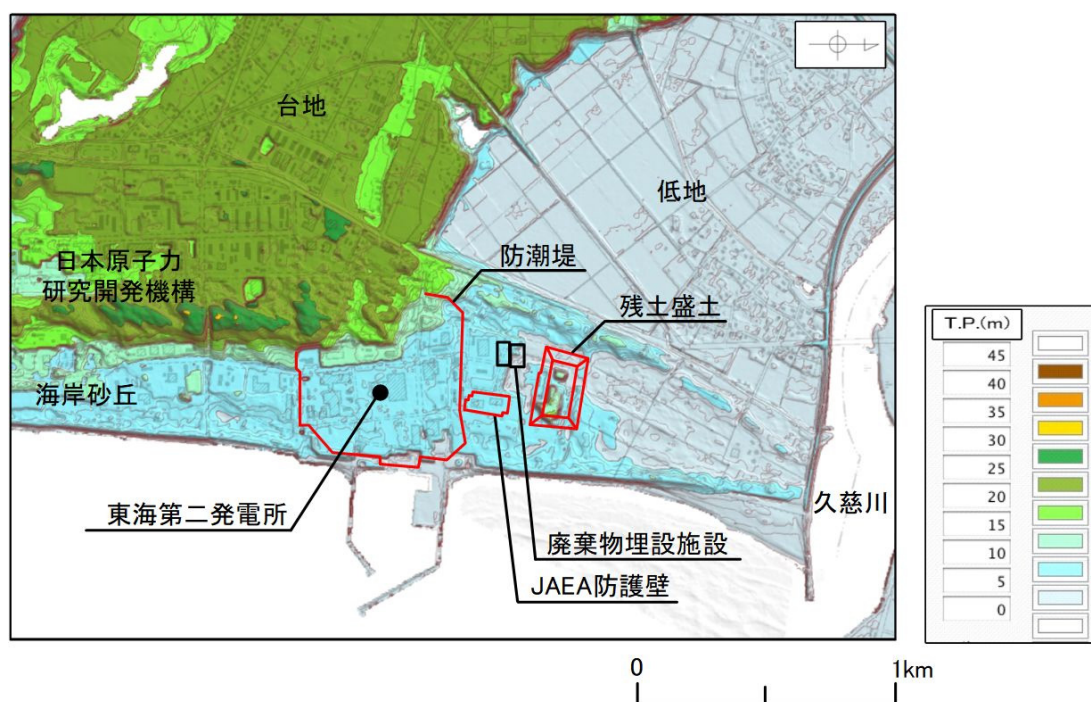 台地
低地
防潮堤
日本原子力
研究開発機構
残土盛土
海岸砂丘
東海第二発電所
廃棄物埋設施設
JAEA防護壁
久慈川
T.P.(m)
45
40
35
30
25
20
15
10
5
0
0
1km